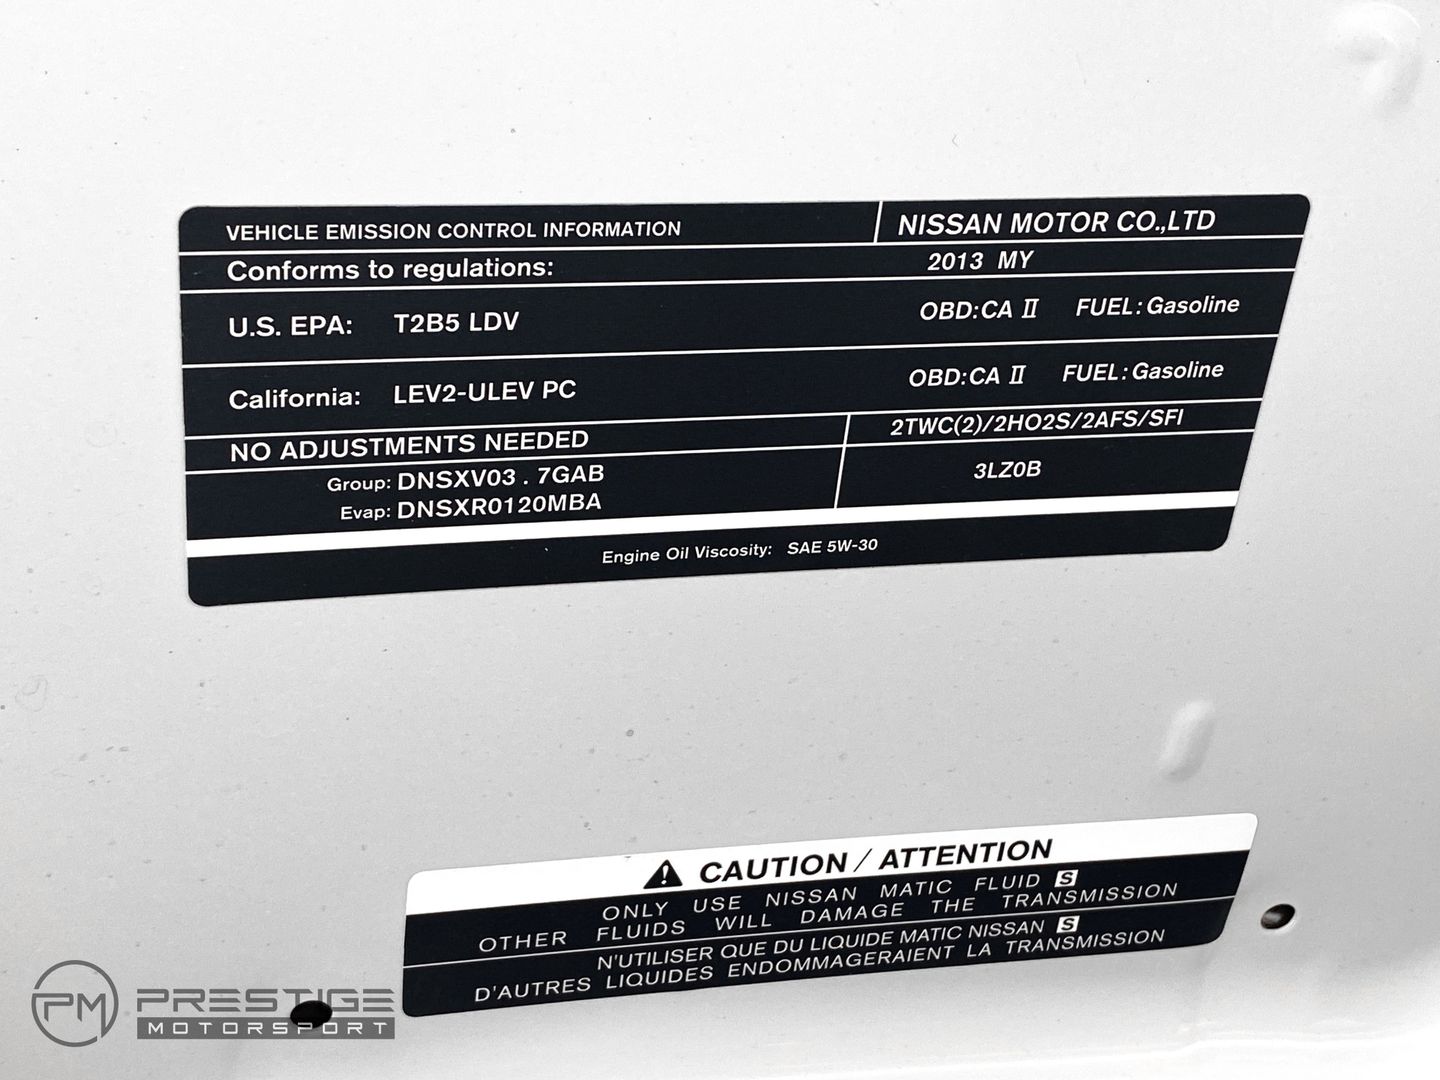 VEHICLE EMISSION CONTROL INFORMATION NISSAN MOTOR CO.,LTD
Conforms to regulations: 2013 MY
U.S. EPA: T2B5 LDV OBD:CA II FUEL:Gasoline
California: LEV2-ULEV PC OBD:CA II FUEL:Gasoline
NO ADJUSTMENTS NEEDED 2TWC(2)/2HO2S/2AFS/SFI
Group: DNSXV03.7GAB 3LZ0B
Evap: DNSXR0120MBA
Engine Oil Viscosity: SAE 5W-30
CAUTION / ATTENTION
ONLY USE NISSAN MATIC FLUID S
OTHER FLUIDS WILL DAMAGE THE TRANSMISSION
N'UTILISER QUE DU LIQUIDE MATIC NISSAN S
D'AUTRES LIQUIDES ENDOMMAGERAIENT LA TRANSMISSION
PM PRESTIGE
MOTORSPORT